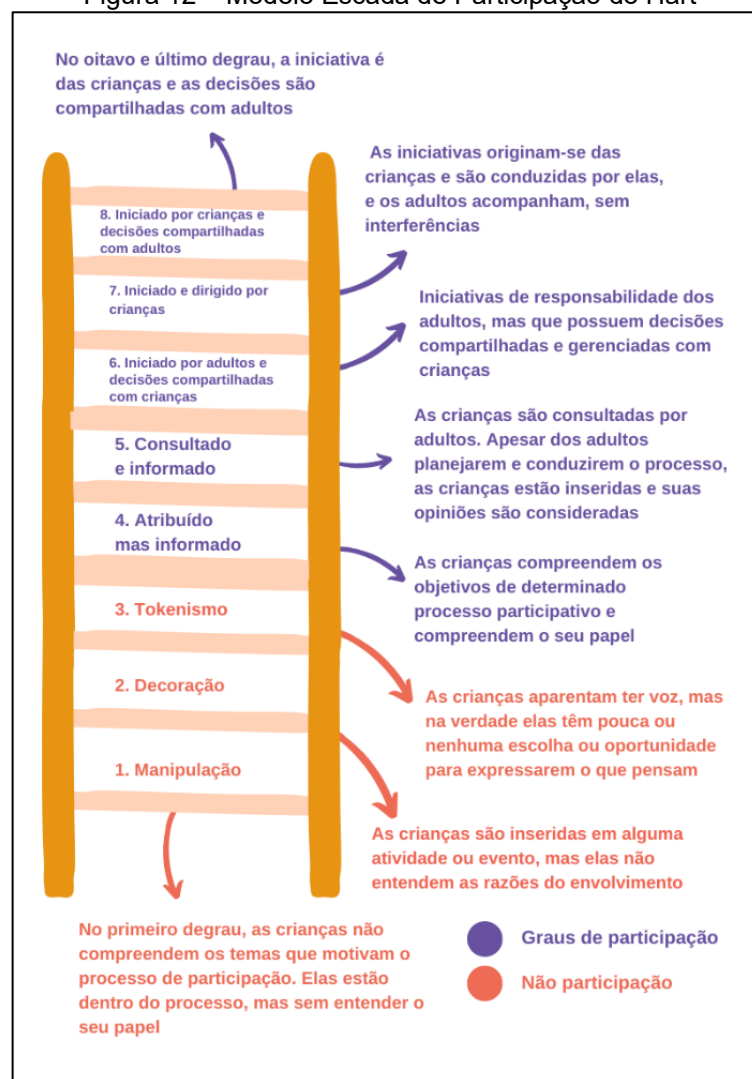 Figura 12 – Modelo Escada de Participação de Hart
No oitavo e último degrau, a iniciativa é
das crianças e as decisões são
compartilhadas com adultos
As iniciativas originam-se das
crianças e são conduzidas por elas,
e os adultos acompanham, sem
interferências
8. Iniciado por crianças e
decisões compartilhadas
com adultos
7. Iniciado e dirigido por
crianças
Iniciativas de responsabilidade dos
adultos, mas que possuem decisões
compartilhadas e gerenciadas com
crianças
6. Iniciado por adultos e
decisões compartilhadas
com crianças
As crianças são consultadas por
adultos. Apesar dos adultos
planejarem e conduzirem o processo,
as crianças estão inseridas e suas
opiniões são consideradas
5. Consultado
e informado
4. Atribuído
mas informado
As crianças compreendem os
objetivos de determinado
processo participativo e
compreendem o seu papel
3. Tokenismo
2. Decoração
As crianças aparentam ter voz, mas
na verdade elas têm pouca ou
nenhuma escolha ou oportunidade
para expressarem o que pensam
1. Manipulação
As crianças são inseridas em alguma
atividade ou evento, mas elas não
entendem as razões do envolvimento
No primeiro degrau, as crianças não
compreendem os temas que motivam o
processo de participação. Elas estão
dentro do processo, mas sem entender o
seu papel
Graus de participação
Não participação